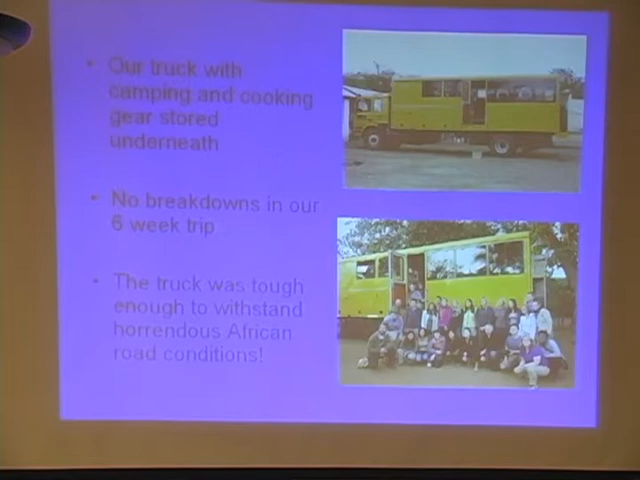 • Our truck with
camping and cooking
gear stored
underneath
• No breakdowns in our
6 week trip
• The truck was tough
enough to withstand
horrendous African
road conditions!